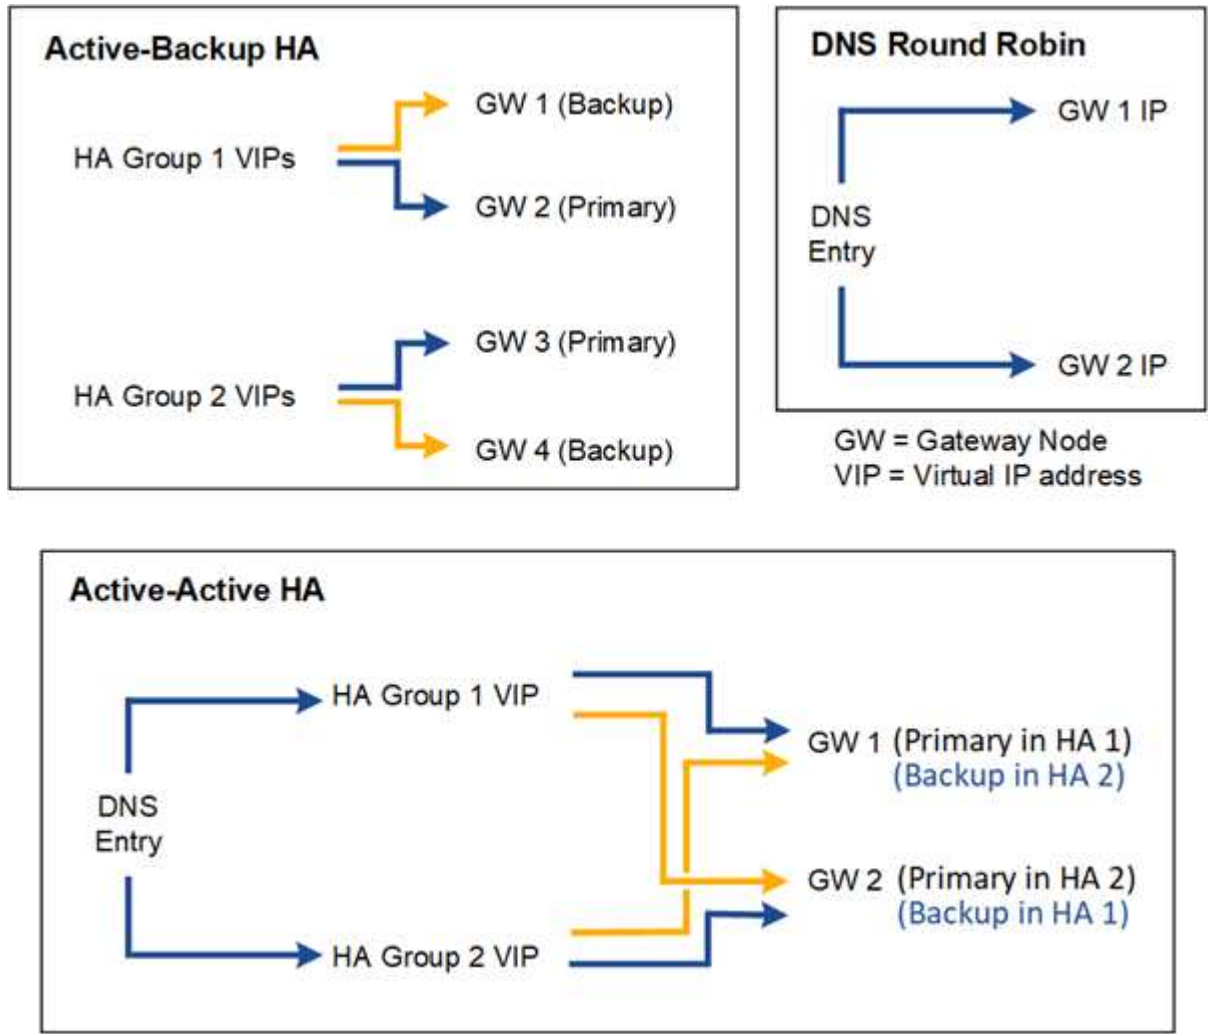 Active-Backup HA
GW 1 (Backup)
HA Group 1 VIPs
GW 2 (Primary)
GW 3 (Primary)
HA Group 2 VIPs
GW 4 (Backup)
DNS Round Robin
GW 1 IP
DNS
Entry
GW 2 IP
GW = Gateway Node
VIP = Virtual IP address
Active-Active HA
HA Group 1 VIP
GW 1 (Primary in HA 1)
(Backup in HA 2)
DNS
Entry
GW 2 (Primary in HA 2)
(Backup in HA 1)
HA Group 2 VIP